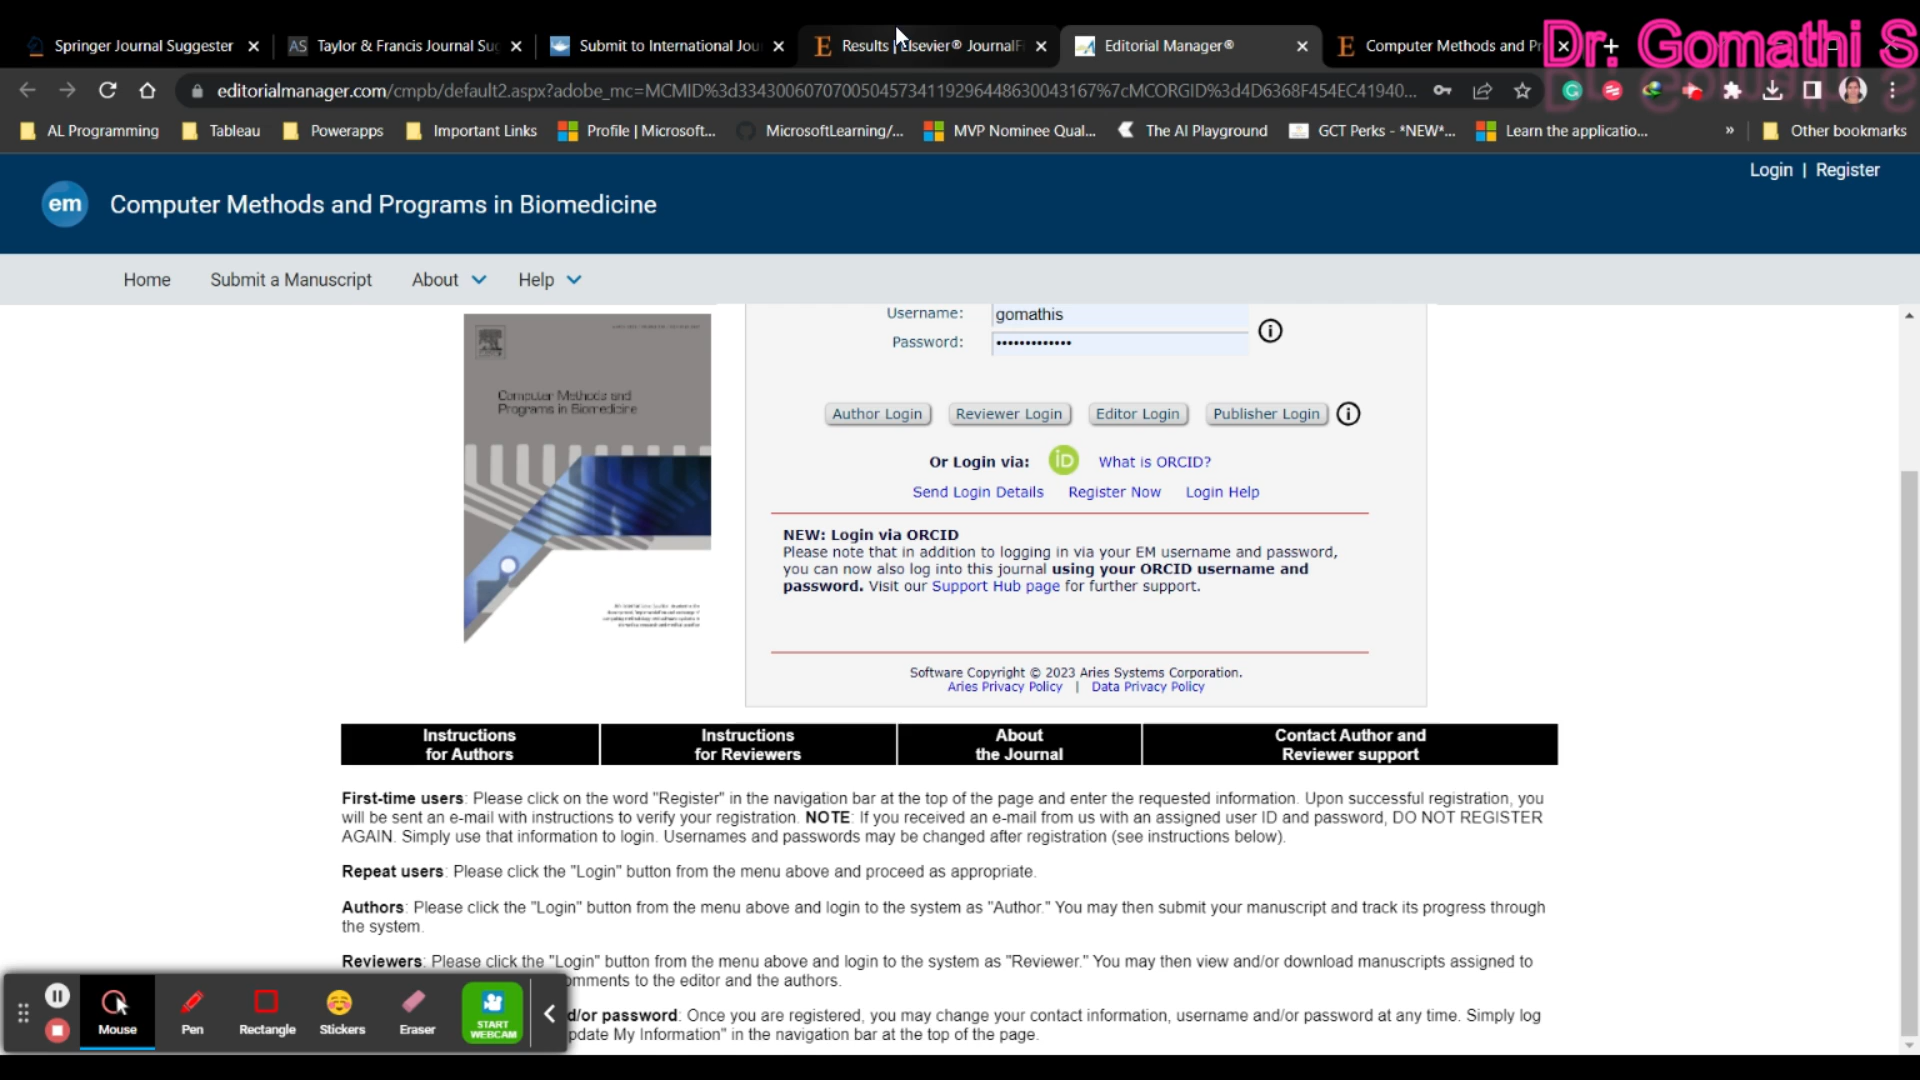 Springer Journal Suggester
AS Taylor & Francis Journal Sug
Submit to International Jou
E Results | Elsevier® JournalFi
Editorial Manager®
E Computer Methods and Pr
Dr. Gomathi S
editorialmanager.com/cmpb/default2.aspx?adobe_mc=MCMID%3d33430060707005045734119296448630043167%7cMCORGID%3d4D6368F454EC41940...
AL Programming
Tableau
Powerapps
Important Links
Profile | Microsoft...
MicrosoftLearning/...
MVP Nominee Qual...
The AI Playground
GCT Perks - *NEW*...
Learn the applicatio...
»
Other bookmarks
Login | Register
em Computer Methods and Programs in Biomedicine
Home
Submit a Manuscript
About
Help
Computer Methods and
Programs in Biomedicine
Username: gomathis
Password: •••••••••••••
Author Login
Reviewer Login
Editor Login
Publisher Login
Or Login via: iD What is ORCID?
Send Login Details
Register Now
Login Help
NEW: Login via ORCID
Please note that in addition to logging in via your EM username and password,
you can now also log into this journal using your ORCID username and
password. Visit our Support Hub page for further support.
Software Copyright © 2023 Aries Systems Corporation.
Aries Privacy Policy | Data Privacy Policy
Instructions
for Authors
Instructions
for Reviewers
About
the Journal
Contact Author and
Reviewer support
First-time users: Please click on the word "Register" in the navigation bar at the top of the page and enter the requested information. Upon successful registration, you
will be sent an e-mail with instructions to verify your registration. NOTE: If you received an e-mail from us with an assigned user ID and password, DO NOT REGISTER
AGAIN. Simply use that information to login. Usernames and passwords may be changed after registration (see instructions below).
Repeat users: Please click the "Login" button from the menu above and proceed as appropriate.
Authors: Please click the "Login" button from the menu above and login to the system as "Author." You may then submit your manuscript and track its progress through
the system.
Reviewers: Please click the "Login" button from the menu above and login to the system as "Reviewer." You may then view and/or download manuscripts assigned to
omments to the editor and the authors.
d/or password: Once you are registered, you may change your contact information, username and/or password at any time. Simply log
pdate My Information" in the navigation bar at the top of the page.
Mouse
Pen
Rectangle
Stickers
Eraser
START
WEBCAM